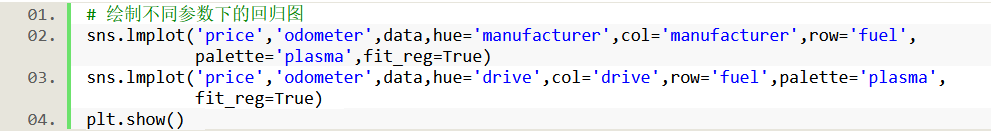 01. # 绘制不同参数下的回归图
02. sns.lmplot('price','odometer',data,hue='manufacturer',col='manufacturer',row='fuel',
palette='plasma',fit_reg=True)
03. sns.lmplot('price','odometer',data,hue='drive',col='drive',row='fuel',palette='plasma',
fit_reg=True)
04. plt.show()